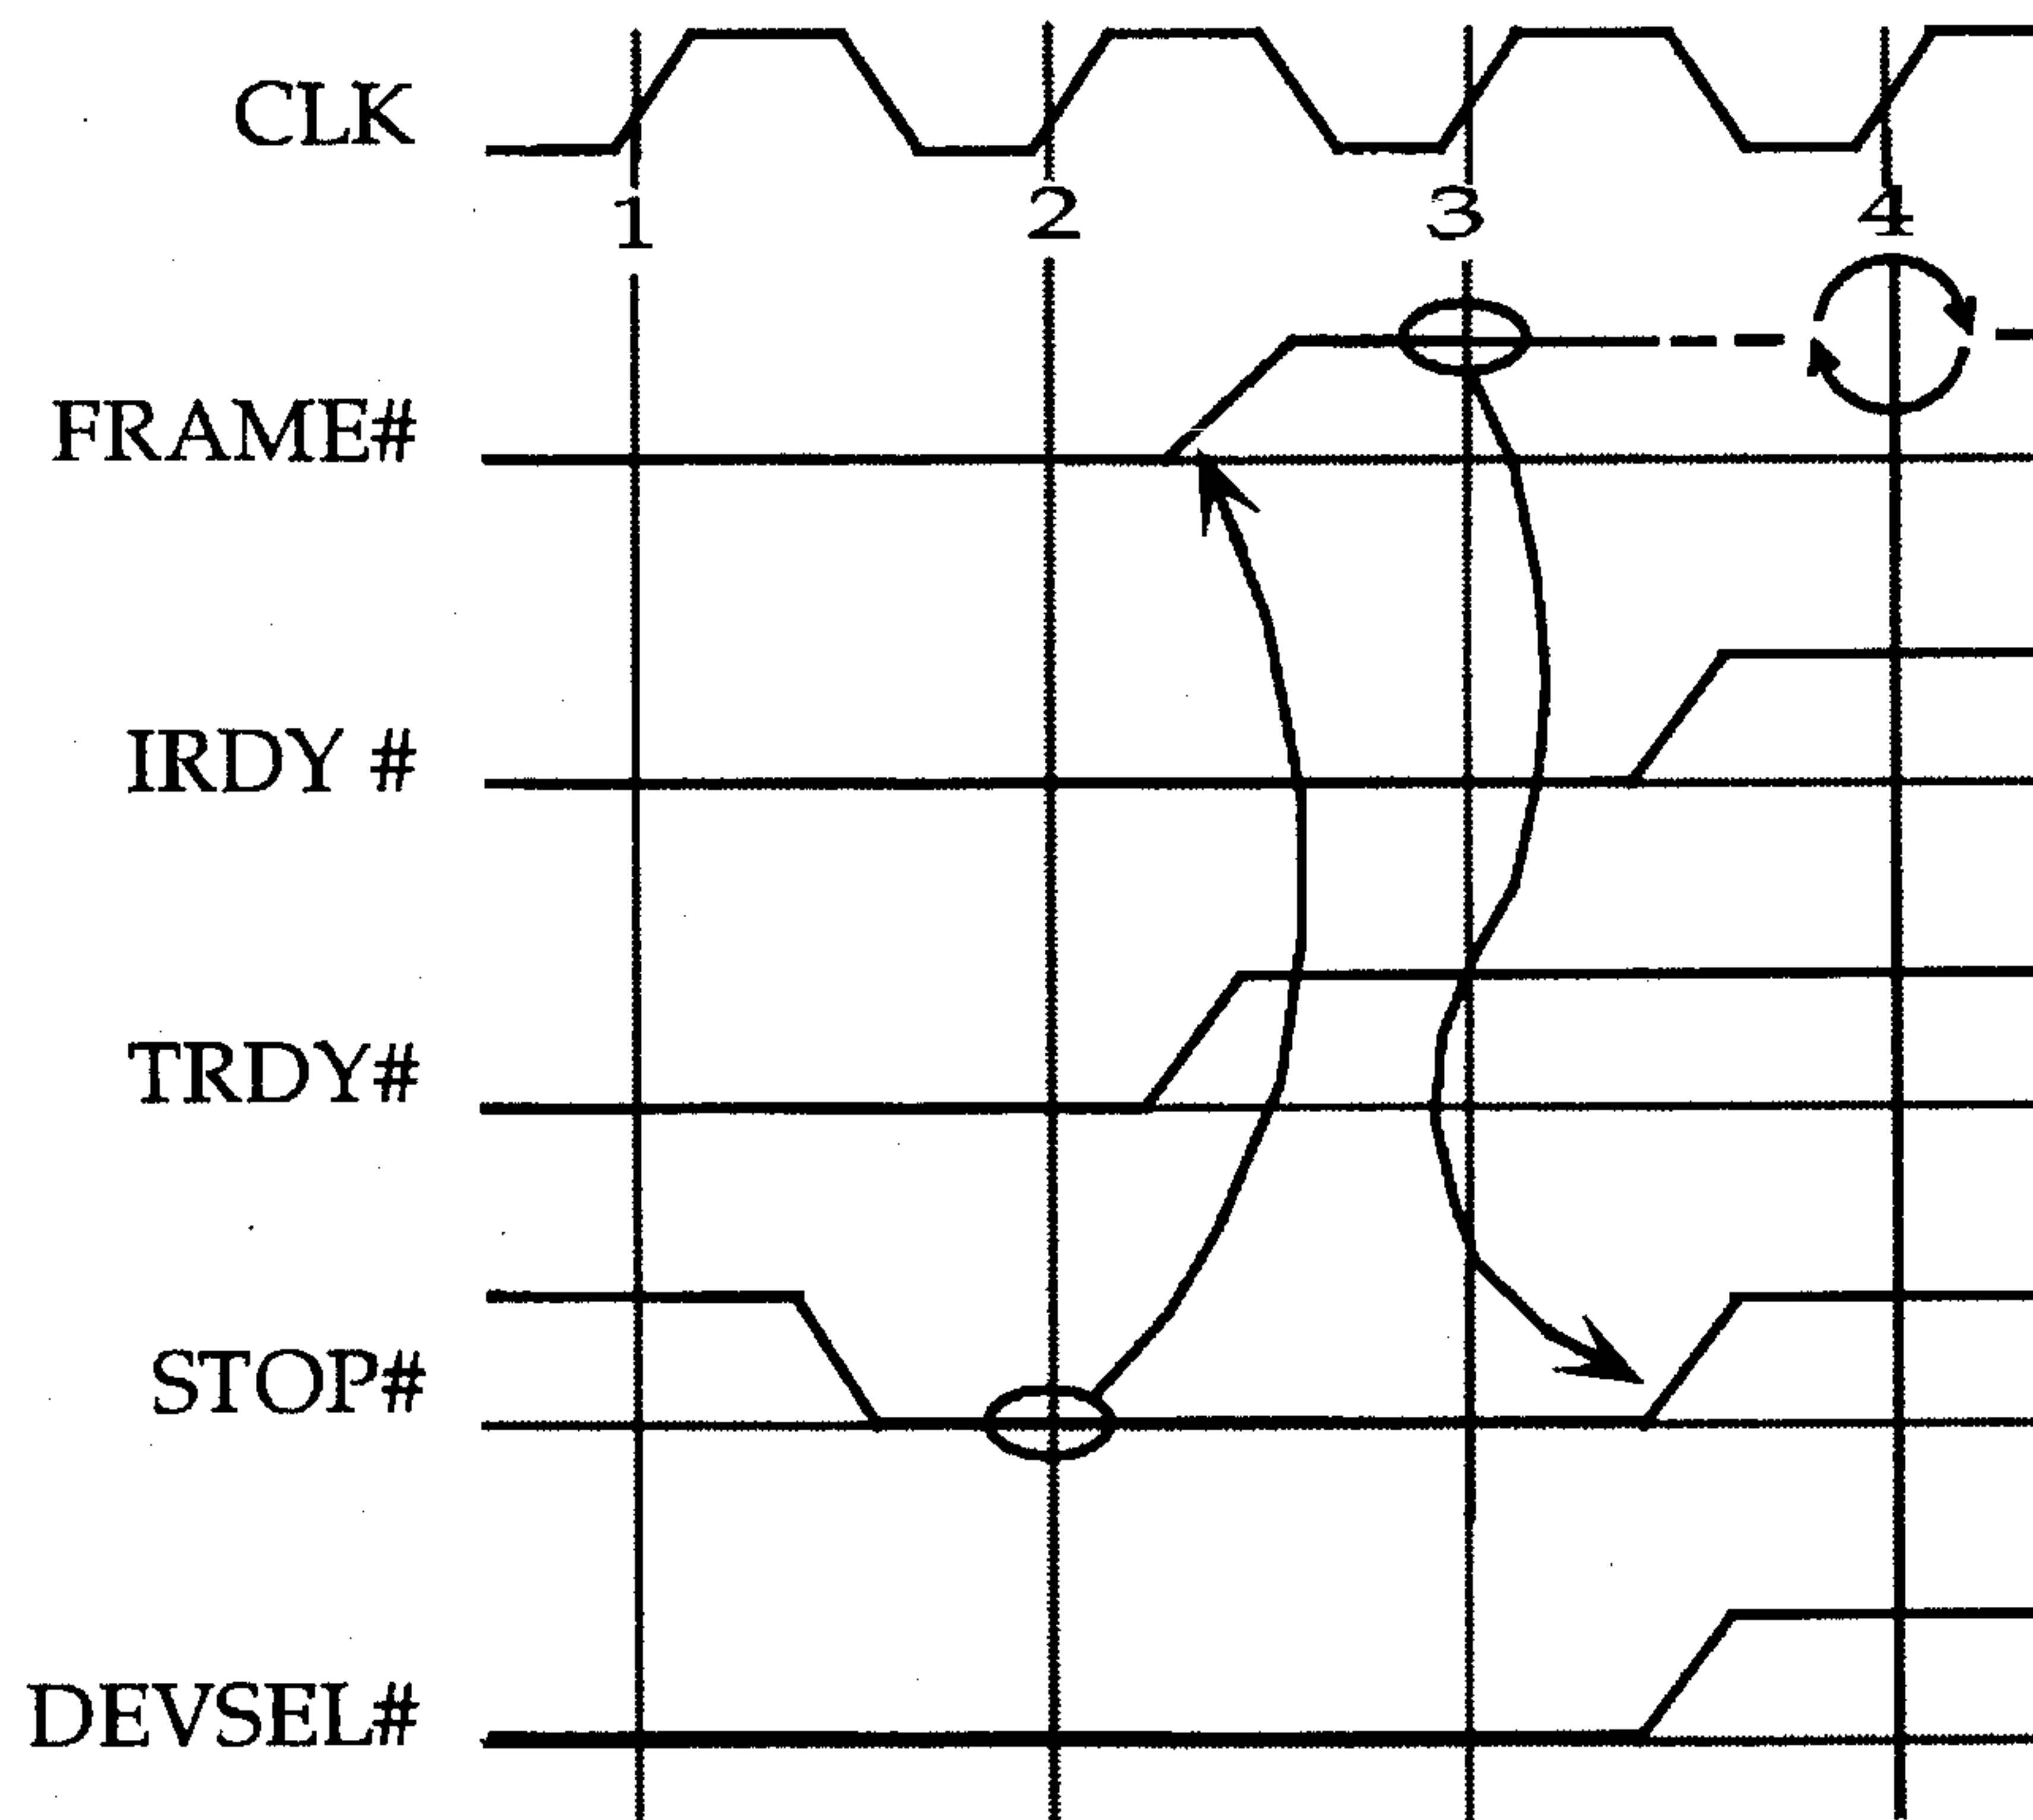 CLK
1 2 3 4
FRAME#
IRDY #
TRDY#
STOP#
DEVSEL#